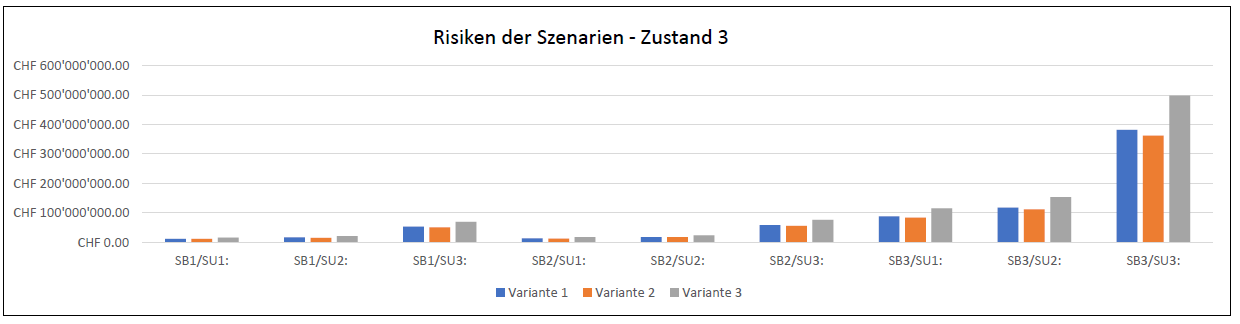 Risiken der Szenarien - Zustand 3
CHF 600'000'000.00
CHF 500'000'000.00
CHF 400'000'000.00
CHF 300'000'000.00
CHF 200'000'000.00
CHF 100'000'000.00
CHF 0.00
SB1/SU1: SB1/SU2: SB1/SU3: SB2/SU1: SB2/SU2: SB2/SU3: SB3/SU1: SB3/SU2: SB3/SU3:
Variante 1 Variante 2 Variante 3